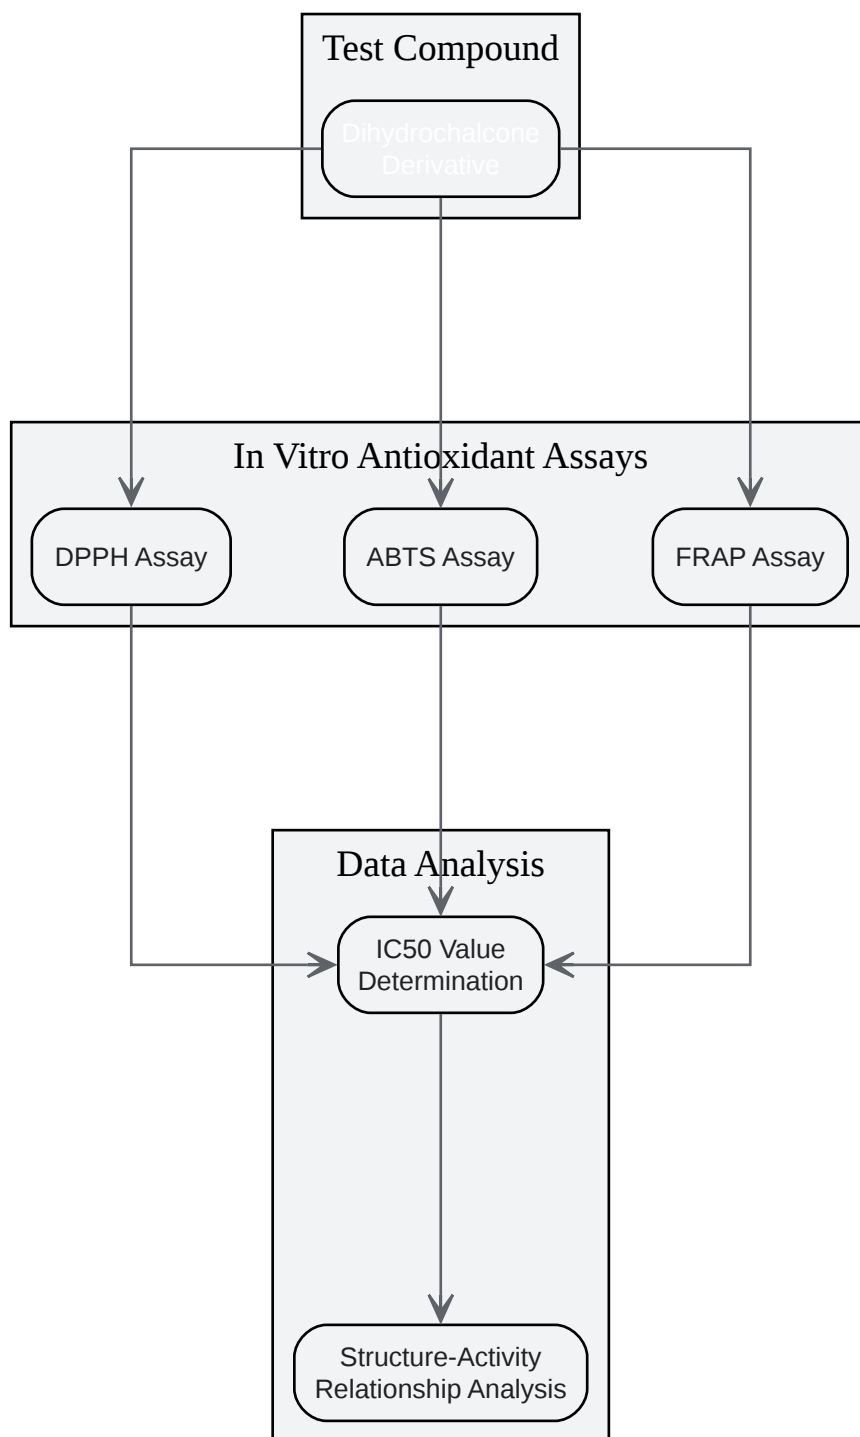 Test Compound
Dihydrochalcone
Derivative
In Vitro Antioxidant Assays
DPPH Assay
ABTS Assay
FRAP Assay
Data Analysis
IC50 Value
Determination
Structure-Activity
Relationship Analysis